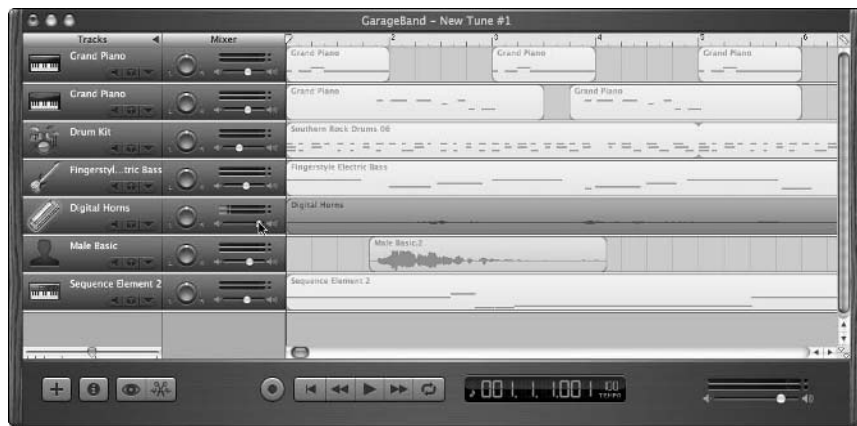 GarageBand – New Tune #1
Tracks Mixer 2 3 4 5 6
Grand Piano Grand Piano Grand Piano Grand Piano
Grand Piano Grand Piano Grand Piano
Drum Kit Southern Rock Drums 06
Fingerstyl...tric Bass Fingerstyle Electric Bass
Digital Horns Digital Horns
Male Basic Male Basic.2
Sequence Element 2 Sequence Element 2
001. 1. 1.001 100
TEMPO